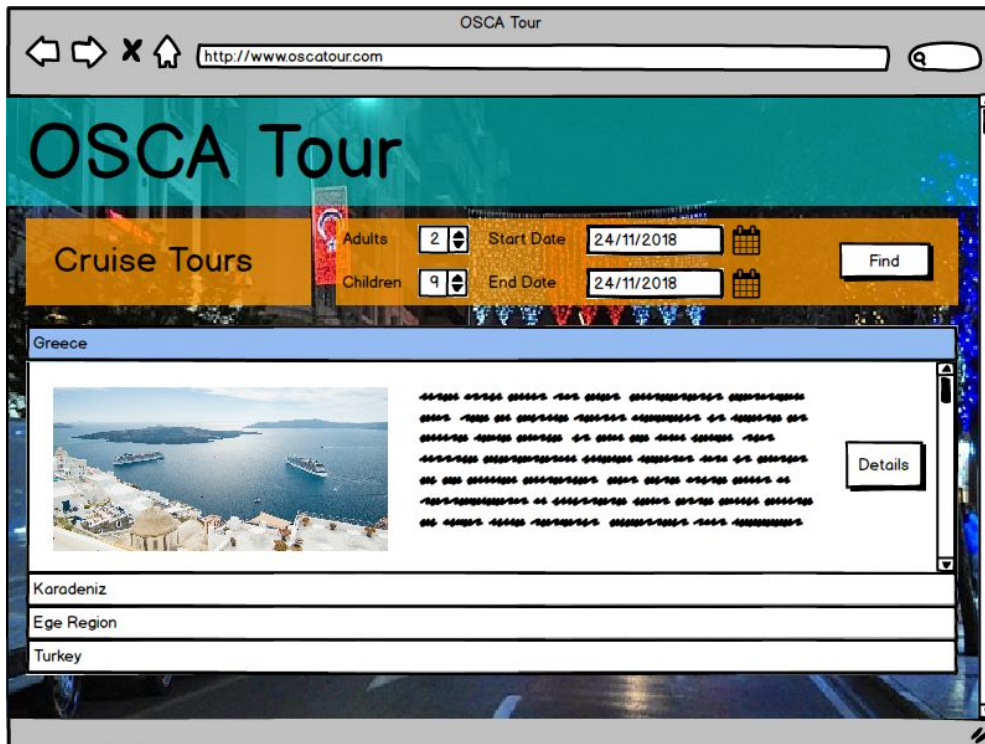 OSCA Tour
http://www.oscatour.com
OSCA Tour
Cruise Tours
Adults 2 Start Date 24/11/2018
Children 9 End Date 24/11/2018
Find
Greece
Details
Karadeniz
Ege Region
Turkey